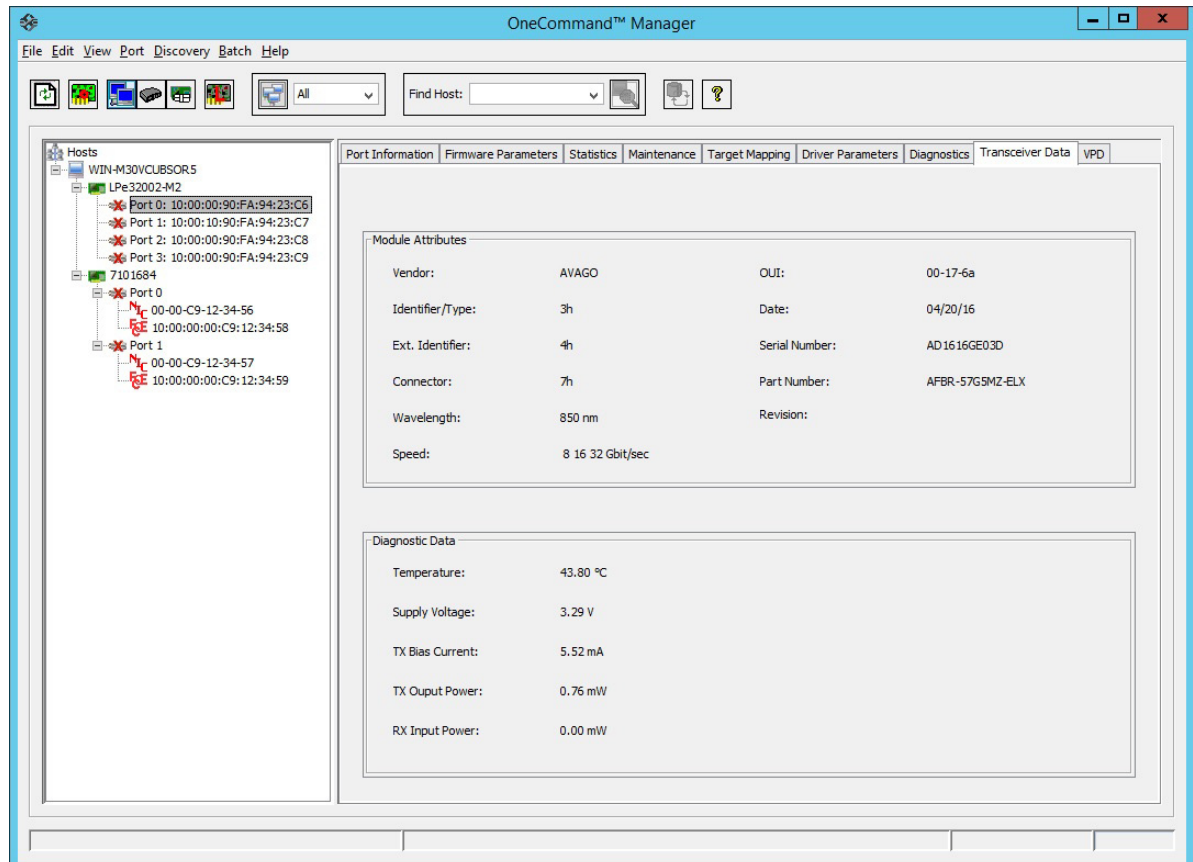 OneCommand™ Manager
File Edit View Port Discovery Batch Help
All
Find Host:
Hosts
WIN-M30VCUBSOR5
LPe32002-M2
Port 0: 10:00:00:90:FA:94:23:C6
Port 1: 10:00:10:90:FA:94:23:C7
Port 2: 10:00:00:90:FA:94:23:C8
Port 3: 10:00:00:90:FA:94:23:C9
7101684
Port 0
NIC 00-00-C9-12-34-56
FCoE 10:00:00:00:C9:12:34:58
Port 1
NIC 00-00-C9-12-34-57
FCoE 10:00:00:00:C9:12:34:59
Port Information Firmware Parameters Statistics Maintenance Target Mapping Driver Parameters Diagnostics Transceiver Data VPD
Module Attributes
Vendor: AVAGO OUI: 00-17-6a
Identifier/Type: 3h Date: 04/20/16
Ext. Identifier: 4h Serial Number: AD1616GE03D
Connector: 7h Part Number: AFBR-57G5MZ-ELX
Wavelength: 850 nm Revision:
Speed: 8 16 32 Gbit/sec
Diagnostic Data
Temperature: 43.80 ºC
Supply Voltage: 3.29 V
TX Bias Current: 5.52 mA
TX Ouput Power: 0.76 mW
RX Input Power: 0.00 mW